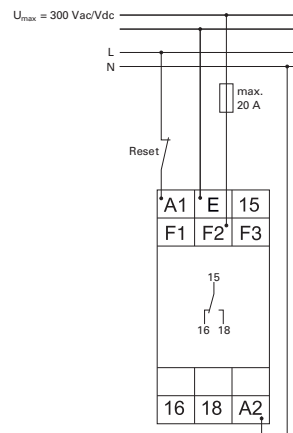 Umax = 300 Vac/Vdc
L
N
max.
20 A
Reset
A1 E 15
F1 F2 F3
15
16 18
16 18 A2